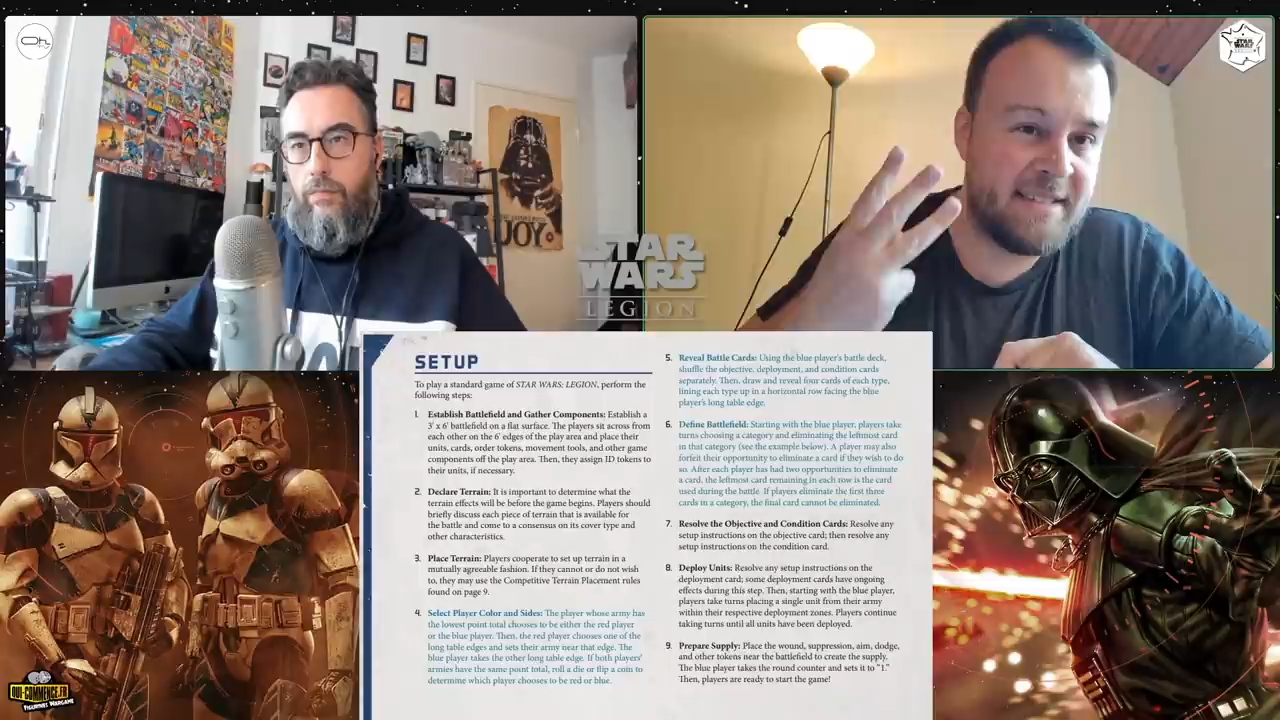 STAR
WARS
LEGION
JOY
SETUP
To play a standard game of STAR WARS: LEGION, perform the
following steps:
1. Establish Battlefield and Gather Components: Establish a
3' x 6' battlefield on a flat surface. The players sit across from
each other on the 6' edges of the play area and place their
units, cards, order tokens, movement tools, and other game
components off the play area. Then, they assign ID tokens to
their units, if necessary.
2. Declare Terrain: It is important to determine what the
terrain effects will be before the game begins. Players should
briefly discuss each piece of terrain that is available for
the battle and come to a consensus on its cover type and
other characteristics.
3. Place Terrain: Players cooperate to set up terrain in a
mutually agreeable fashion. If they cannot or do not wish
to, they may use the Competitive Terrain Placement rules
found on page 9.
4. Select Player Color and Sides: The player whose army has
the lowest point total chooses to be either the red player
or the blue player. Then, the red player chooses one of the
long table edges and sets their army near that edge. The
blue player takes the other long table edge. If both players'
armies have the same point total, roll a die or flip a coin to
determine which player chooses to be red or blue.
5. Reveal Battle Cards: Using the blue player's battle deck,
shuffle the objective, deployment, and condition cards
separately. Then, draw and reveal four cards of each type,
lining each type up in a horizontal row facing the blue
player's long table edge.
6. Define Battlefield: Starting with the blue player, players take
turns choosing a category and eliminating the leftmost card
in that category (see the example below). A player may also
forfeit their opportunity to eliminate a card if they wish to do
so. After each player has had two opportunities to eliminate
a card, the leftmost card remaining in each row is the card
used during the battle. If players eliminate the first three
cards in a category, the final card cannot be eliminated.
7. Resolve the Objective and Condition Cards: Resolve any
setup instructions on the objective card; then resolve any
setup instructions on the condition card.
8. Deploy Units: Resolve any setup instructions on the
deployment card; some deployment cards have ongoing
effects during this step. Then, starting with the blue player,
players take turns placing a single unit from their army
within their respective deployment zones. Players continue
taking turns until all units have been deployed.
9. Prepare Supply: Place the wound, suppression, aim, dodge,
and other tokens near the battlefield to create the supply.
The blue player takes the round counter and sets it to "1."
Then, players are ready to start the game!
QUI-COMMENCE.FR
FIGURINES WARGAME
STAR
WARS